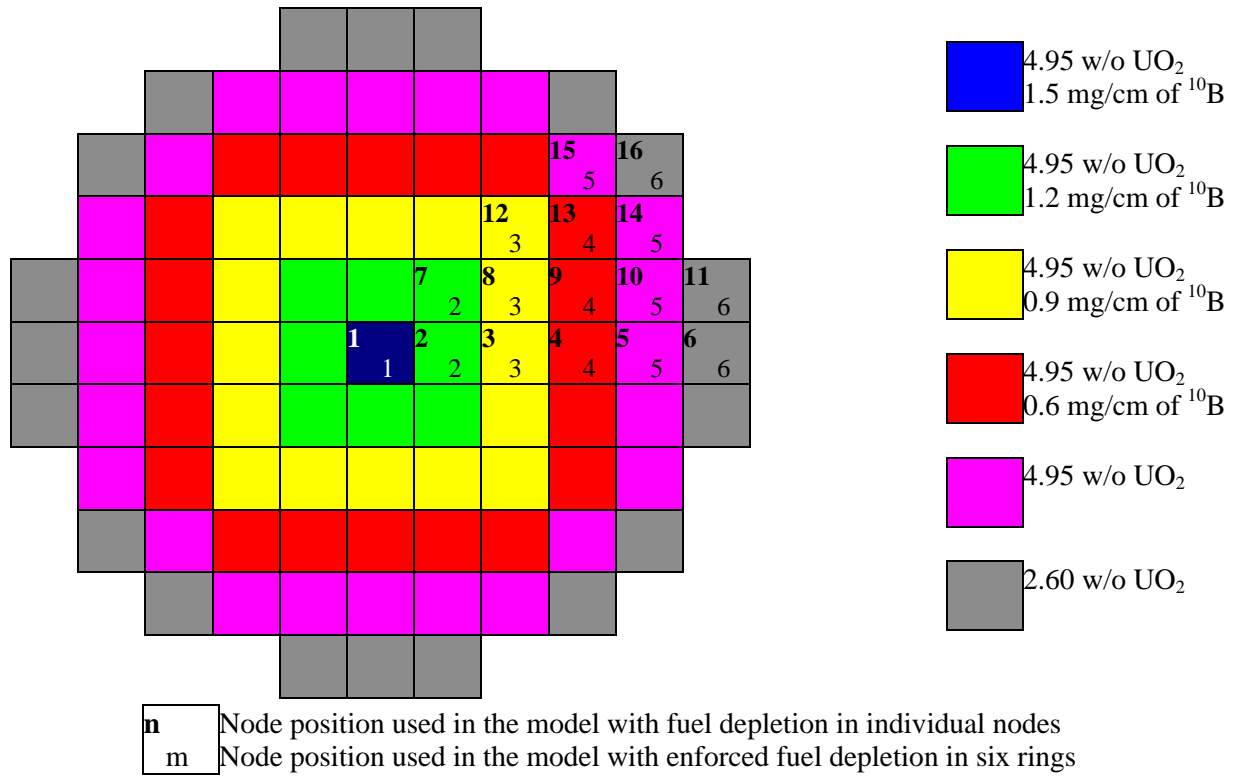 4.95 w/o UO₂
1.5 mg/cm of ¹⁰B
4.95 w/o UO₂
1.2 mg/cm of ¹⁰B
15 16
5 6
12 13 14
3 4 5
4.95 w/o UO₂
0.9 mg/cm of ¹⁰B
7 8 9 10 11
2 3 4 5 6
1 2 3 4 5 6
1 2 3 4 5 6
4.95 w/o UO₂
0.6 mg/cm of ¹⁰B
4.95 w/o UO₂
2.60 w/o UO₂
n Node position used in the model with fuel depletion in individual nodes
m Node position used in the model with enforced fuel depletion in six rings